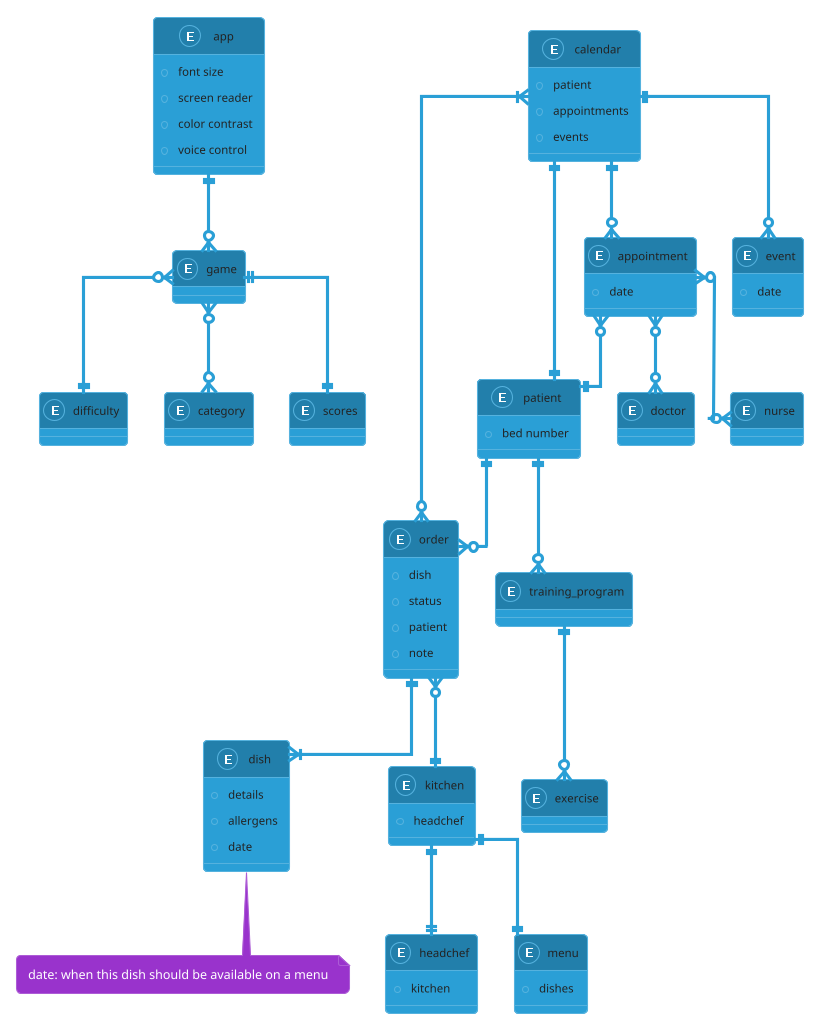 E app
font size
screen reader
color contrast
voice control
E calendar
patient
appointments
events
E game
E appointment
date
E event
date
E difficulty
E category
E scores
E patient
bed number
E doctor
E nurse
E order
dish
status
patient
note
E training_program
E dish
details
allergens
date
E kitchen
headchef
E exercise
E headchef
kitchen
E menu
dishes
date: when this dish should be available on a menu